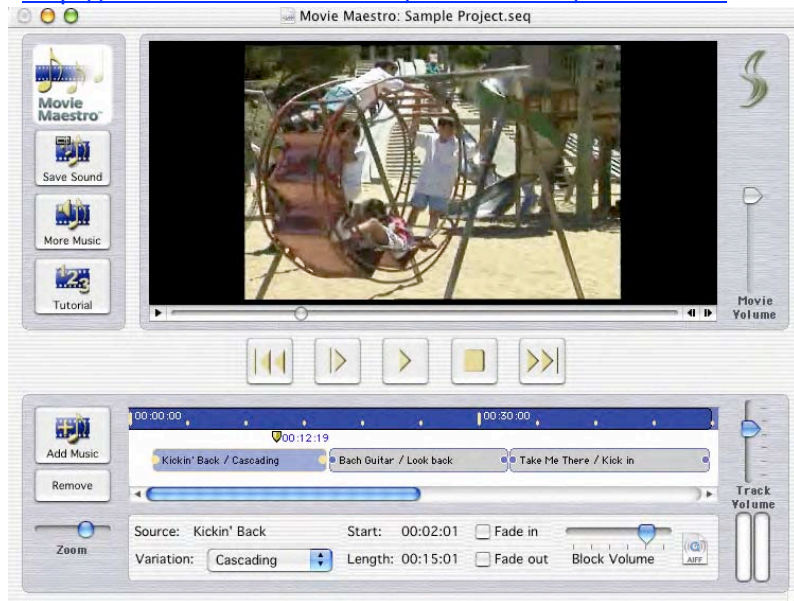 Movie Maestro: Sample Project.seq
Movie
Maestro™
Save Sound
More Music
123
Tutorial
Movie
Volume
00:00:00
00:30:00
00:12:19
Add Music
Kickin' Back / Cascading
Bach Guitar / Look back
Take Me There / Kick in
Remove
Track
Volume
Zoom
Source: Kickin' Back
Start: 00:02:01
Fade in
Variation: Cascading
Length: 00:15:01
Fade out
Block Volume
AIFF